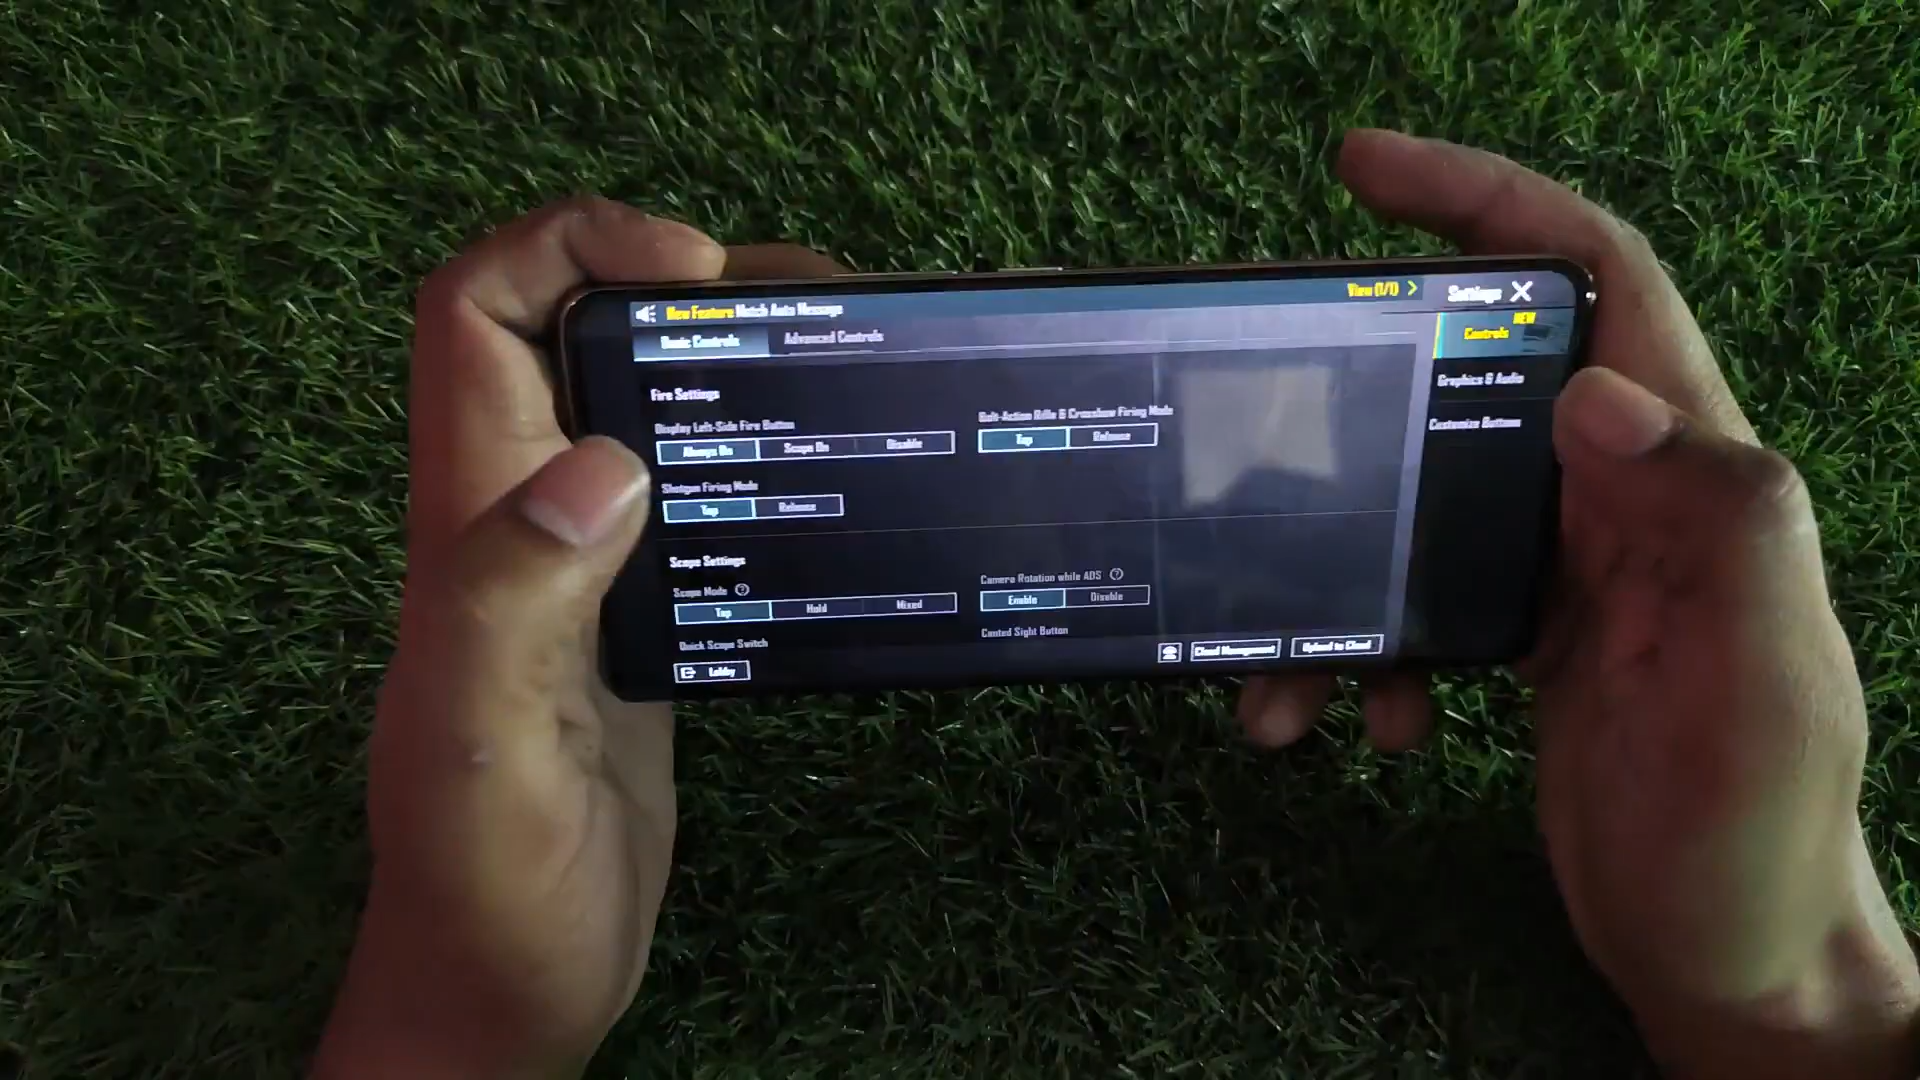 New Feature Match Auto Message
View (1/1)
Settings
Basic Controls
Advanced Controls
NEW
Controls
Graphics & Audio
Customize Buttons
Fire Settings
Display Left-Side Fire Button
Always On
Scope On
Disable
Bolt-Action Rifle & Crossbow Firing Mode
Tap
Release
Shotgun Firing Mode
Tap
Release
Scope Settings
Scope Mode
Tap
Hold
Mixed
Camera Rotation while ADS
Enable
Disable
Quick Scope Switch
Canted Sight Button
Lobby
Cloud Management
Upload to Cloud